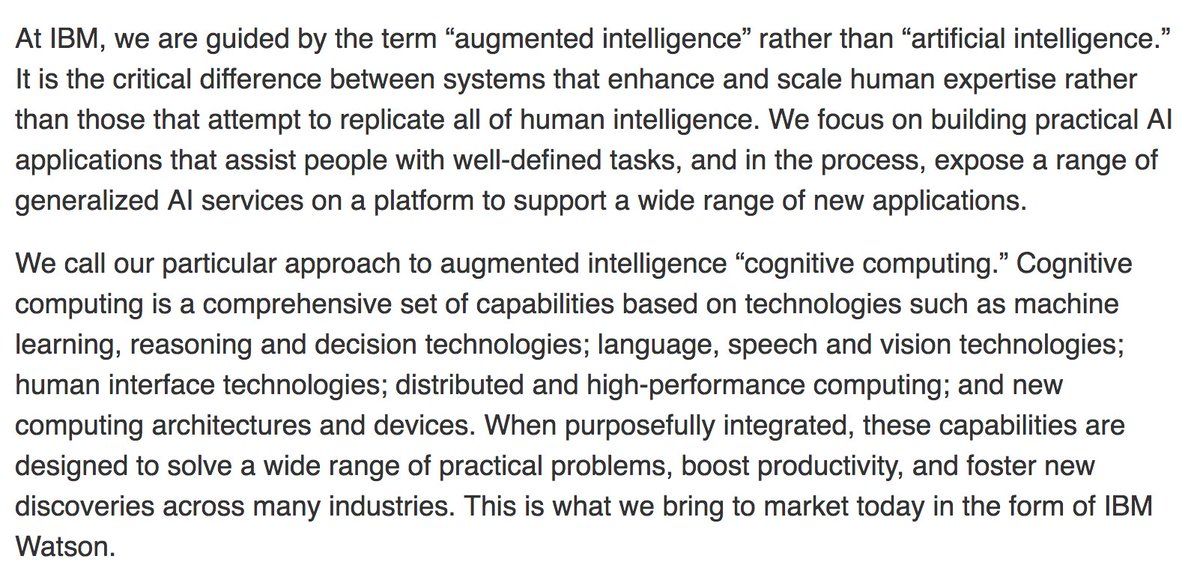 At IBM, we are guided by the term “augmented intelligence” rather than “artificial intelligence.”
It is the critical difference between systems that enhance and scale human expertise rather
than those that attempt to replicate all of human intelligence. We focus on building practical AI
applications that assist people with well-defined tasks, and in the process, expose a range of
generalized AI services on a platform to support a wide range of new applications.
We call our particular approach to augmented intelligence “cognitive computing.” Cognitive
computing is a comprehensive set of capabilities based on technologies such as machine
learning, reasoning and decision technologies; language, speech and vision technologies;
human interface technologies; distributed and high-performance computing; and new
computing architectures and devices. When purposefully integrated, these capabilities are
designed to solve a wide range of practical problems, boost productivity, and foster new
discoveries across many industries. This is what we bring to market today in the form of IBM
Watson.